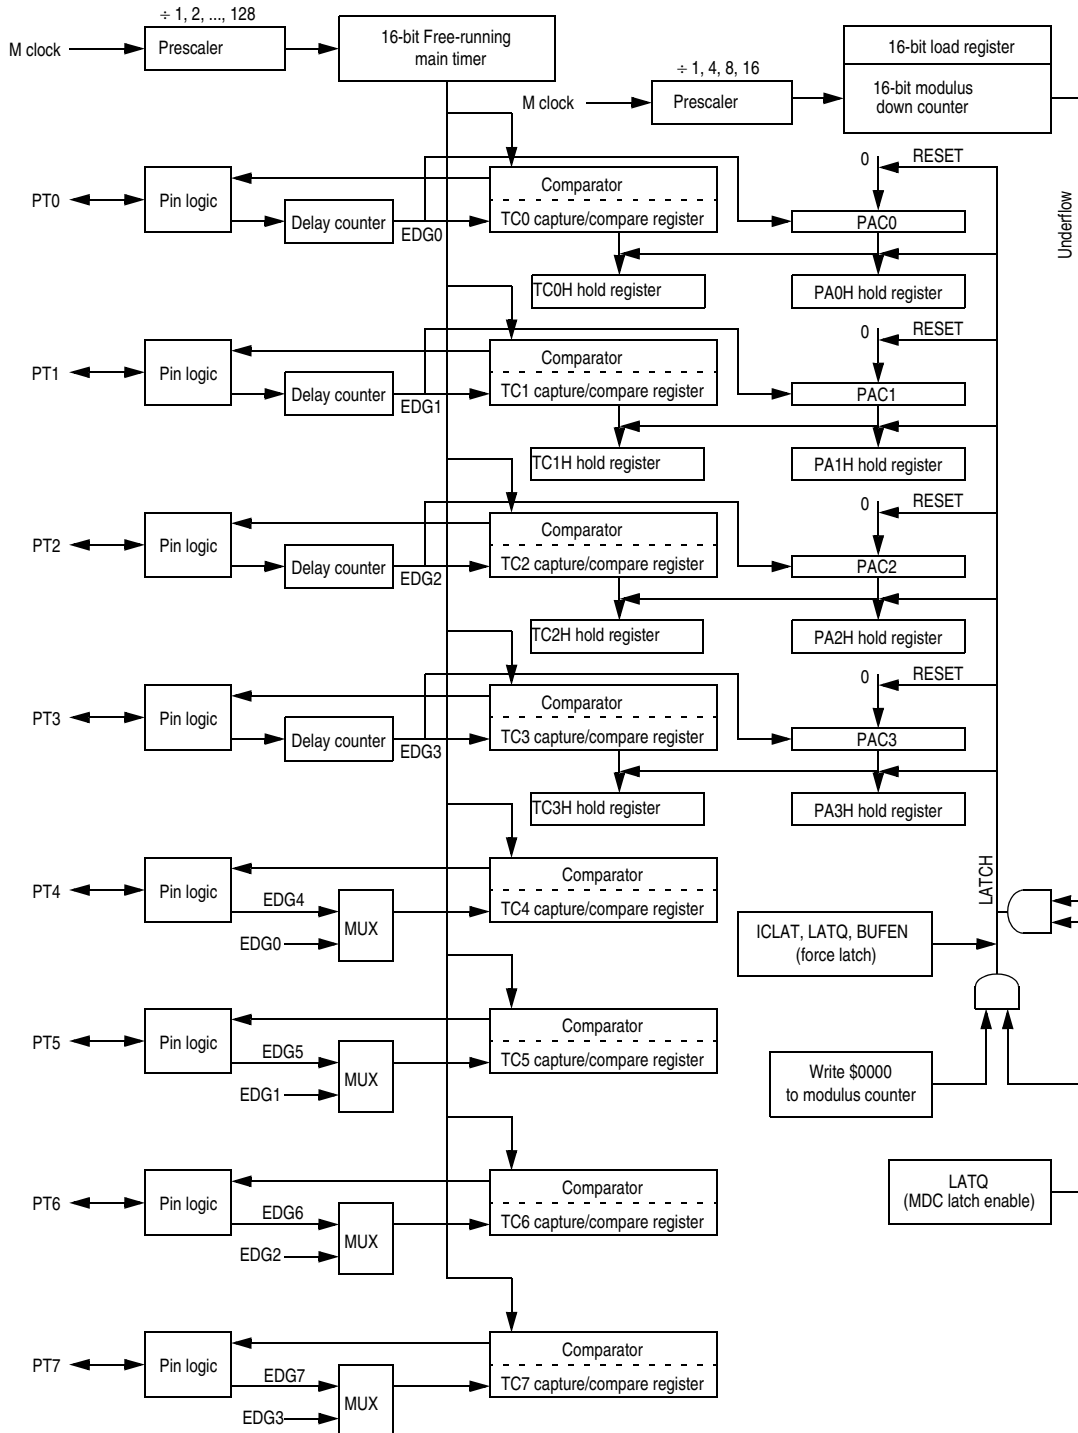 ÷ 1, 2, ..., 128
M clock
Prescaler
16-bit Free-running
main timer
÷ 1, 4, 8, 16
M clock
Prescaler
16-bit load register
16-bit modulus
down counter
Underflow
PT0
Pin logic
Delay counter
EDG0
Comparator
TC0 capture/compare register
TC0H hold register
0
RESET
PAC0
PA0H hold register
PT1
Pin logic
Delay counter
EDG1
Comparator
TC1 capture/compare register
TC1H hold register
0
RESET
PAC1
PA1H hold register
PT2
Pin logic
Delay counter
EDG2
Comparator
TC2 capture/compare register
TC2H hold register
0
RESET
PAC2
PA2H hold register
PT3
Pin logic
Delay counter
EDG3
Comparator
TC3 capture/compare register
TC3H hold register
0
RESET
PAC3
PA3H hold register
LATCH
PT4
Pin logic
EDG4
EDG0
MUX
Comparator
TC4 capture/compare register
ICLAT, LATQ, BUFEN
(force latch)
PT5
Pin logic
EDG5
EDG1
MUX
Comparator
TC5 capture/compare register
Write $0000
to modulus counter
PT6
Pin logic
EDG6
EDG2
MUX
Comparator
TC6 capture/compare register
LATQ
(MDC latch enable)
PT7
Pin logic
EDG7
EDG3
MUX
Comparator
TC7 capture/compare register